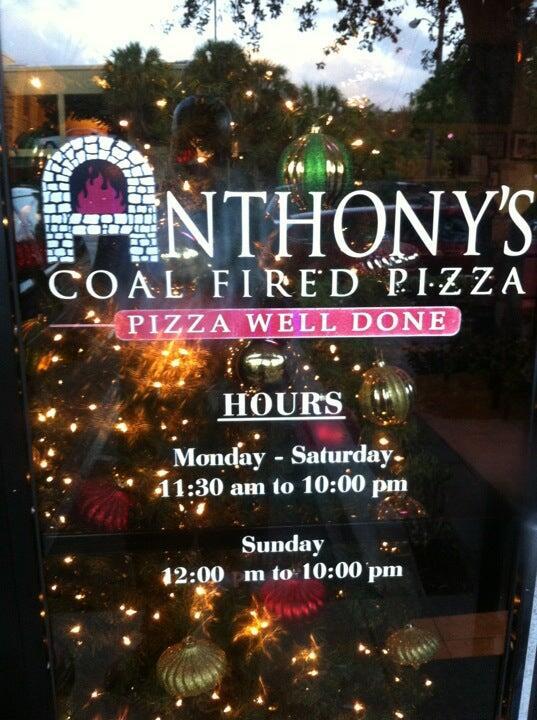 ANTHONY'S
COAL FIRED PIZZA
PIZZA WELL DONE
HOURS
Monday - Saturday
11:30 am to 10:00 pm
Sunday
12:00 m to 10:00 pm